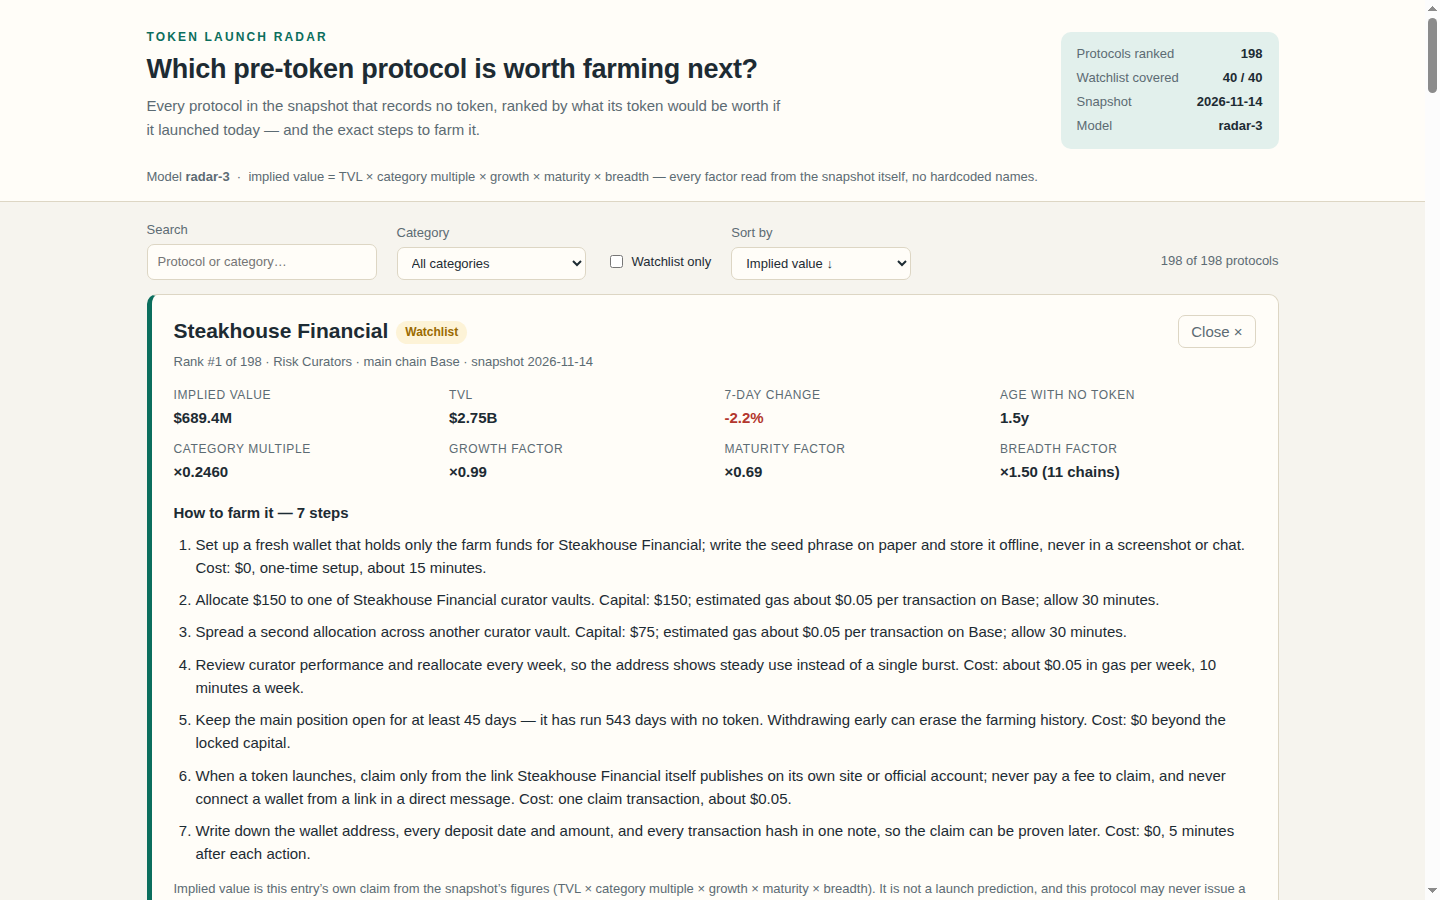 TOKEN LAUNCH RADAR
Which pre-token protocol is worth farming next?
Every protocol in the snapshot that records no token, ranked by what its token would be worth if
it launched today — and the exact steps to farm it.
Protocols ranked 198
Watchlist covered 40 / 40
Snapshot 2026-11-14
Model radar-3
Model radar-3 · implied value = TVL × category multiple × growth × maturity × breadth — every factor read from the snapshot itself, no hardcoded names.
Search
Category
Sort by
Protocol or category…
All categories
Watchlist only
Implied value ↓
198 of 198 protocols
Steakhouse Financial Watchlist
Close ×
Rank #1 of 198 · Risk Curators · main chain Base · snapshot 2026-11-14
IMPLIED VALUE TVL 7-DAY CHANGE AGE WITH NO TOKEN
$689.4M $2.75B -2.2% 1.5y
CATEGORY MULTIPLE GROWTH FACTOR MATURITY FACTOR BREADTH FACTOR
×0.2460 ×0.99 ×0.69 ×1.50 (11 chains)
How to farm it — 7 steps
1. Set up a fresh wallet that holds only the farm funds for Steakhouse Financial; write the seed phrase on paper and store it offline, never in a screenshot or chat.
Cost: $0, one-time setup, about 15 minutes.
2. Allocate $150 to one of Steakhouse Financial curator vaults. Capital: $150; estimated gas about $0.05 per transaction on Base; allow 30 minutes.
3. Spread a second allocation across another curator vault. Capital: $75; estimated gas about $0.05 per transaction on Base; allow 30 minutes.
4. Review curator performance and reallocate every week, so the address shows steady use instead of a single burst. Cost: about $0.05 in gas per week, 10
minutes a week.
5. Keep the main position open for at least 45 days — it has run 543 days with no token. Withdrawing early can erase the farming history. Cost: $0 beyond the
locked capital.
6. When a token launches, claim only from the link Steakhouse Financial itself publishes on its own site or official account; never pay a fee to claim, and never
connect a wallet from a link in a direct message. Cost: one claim transaction, about $0.05.
7. Write down the wallet address, every deposit date and amount, and every transaction hash in one note, so the claim can be proven later. Cost: $0, 5 minutes
after each action.
Implied value is this entry's own claim from the snapshot's figures (TVL × category multiple × growth × maturity × breadth). It is not a launch prediction, and this protocol may never issue a